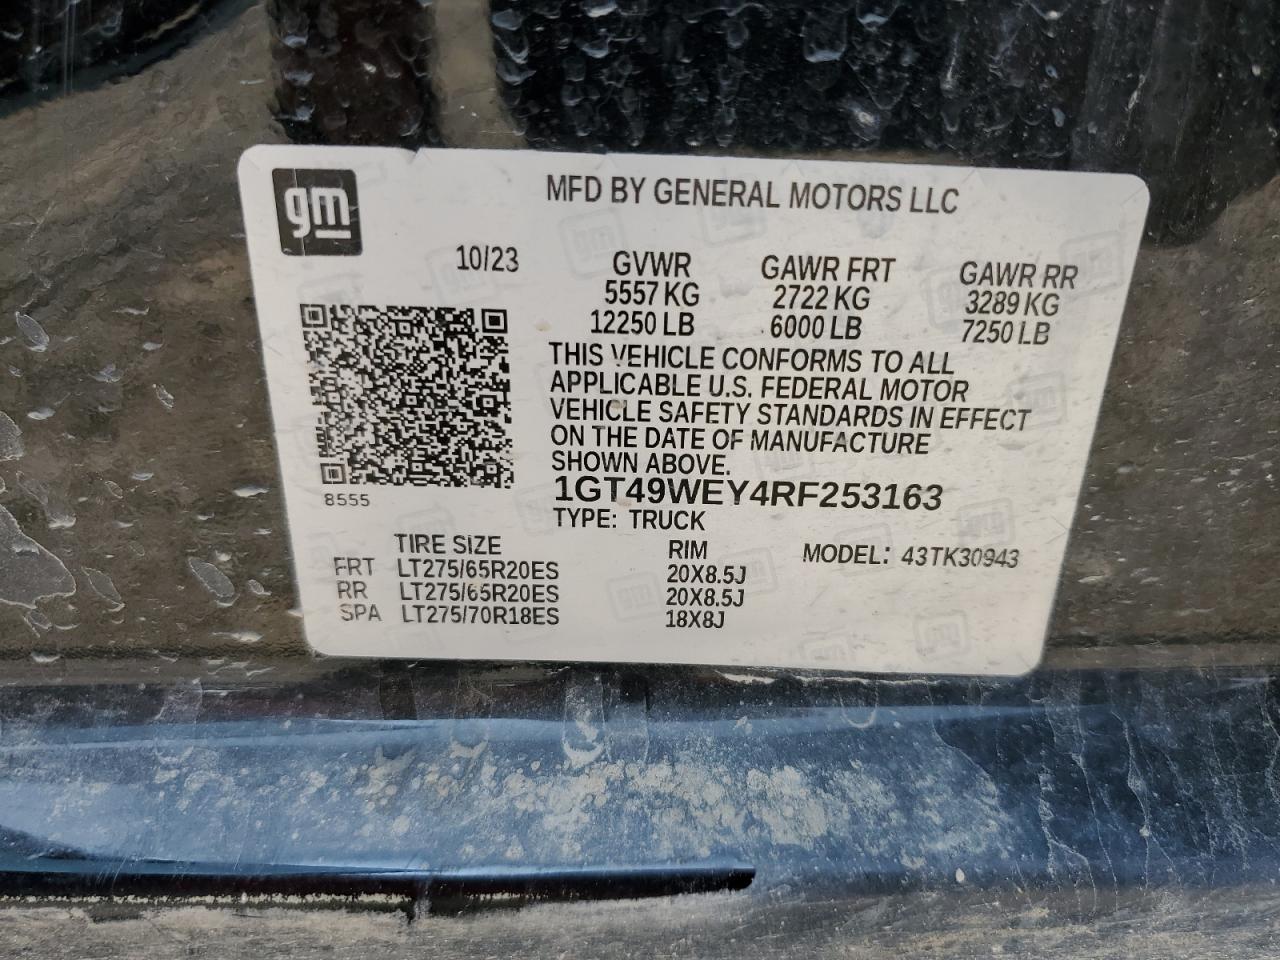 gm
MFD BY GENERAL MOTORS LLC
10/23 GVWR GAWR FRT GAWR RR
5557 KG 2722 KG 3289 KG
12250 LB 6000 LB 7250 LB
THIS VEHICLE CONFORMS TO ALL
APPLICABLE U.S. FEDERAL MOTOR
VEHICLE SAFETY STANDARDS IN EFFECT
ON THE DATE OF MANUFACTURE
SHOWN ABOVE.
8555
1GT49WEY4RF253163
TYPE: TRUCK
TIRE SIZE RIM MODEL: 43TK30943
FRT LT275/65R20ES 20X8.5J
RR LT275/65R20ES 20X8.5J
SPA LT275/70R18ES 18X8J